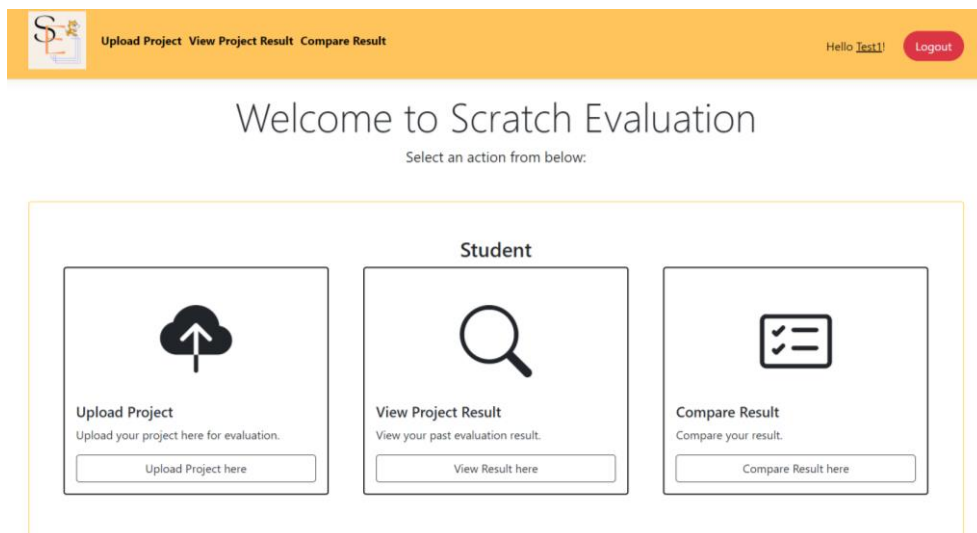 SE
Upload Project View Project Result Compare Result
Hello Test1!
Logout
Welcome to Scratch Evaluation
Select an action from below:
Student
Upload Project
Upload your project here for evaluation.
Upload Project here
View Project Result
View your past evaluation result.
View Result here
Compare Result
Compare your result.
Compare Result here